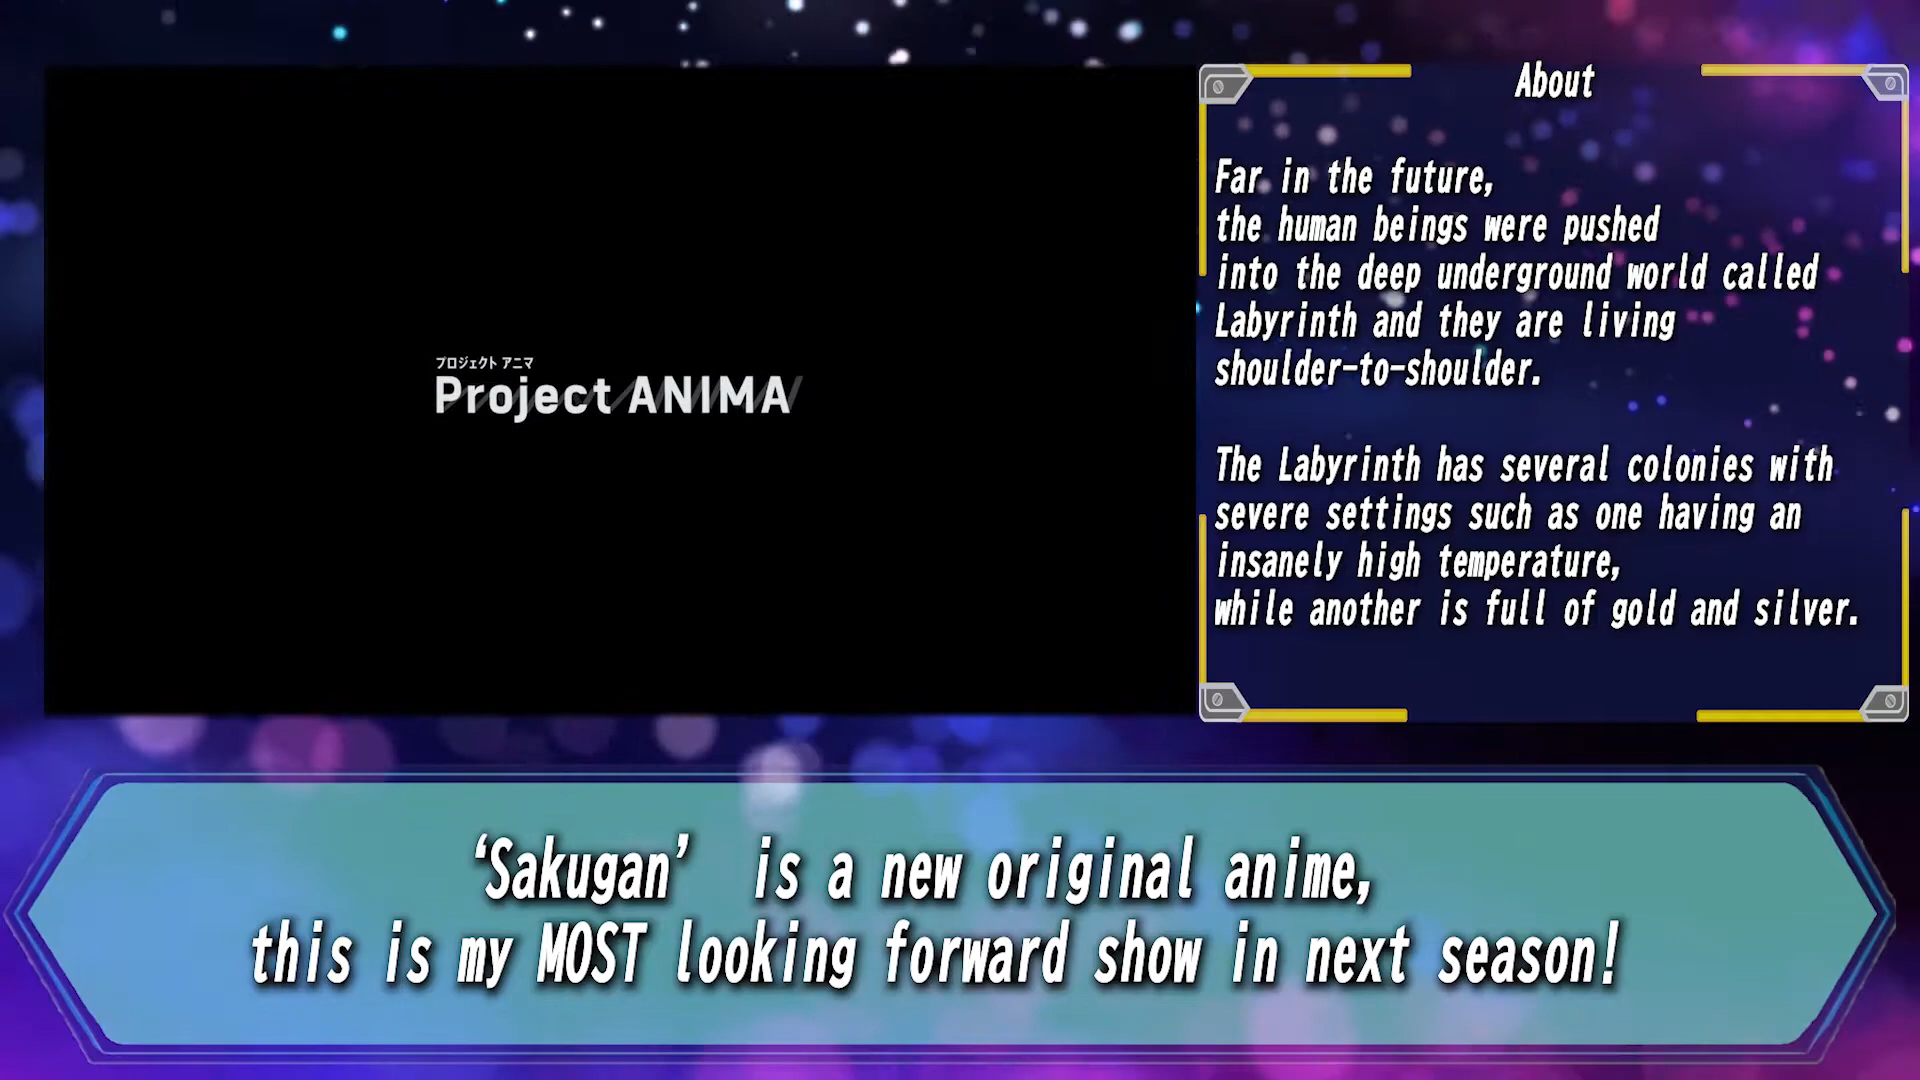 プロジェクト アニマ
Project ANIMA
About
Far in the future,
the human beings were pushed
into the deep underground world called
Labyrinth and they are living
shoulder-to-shoulder.
The Labyrinth has several colonies with
severe settings such as one having an
insanely high temperature,
while another is full of gold and silver.
‘Sakugan’ is a new original anime,
this is my MOST looking forward show in next season!